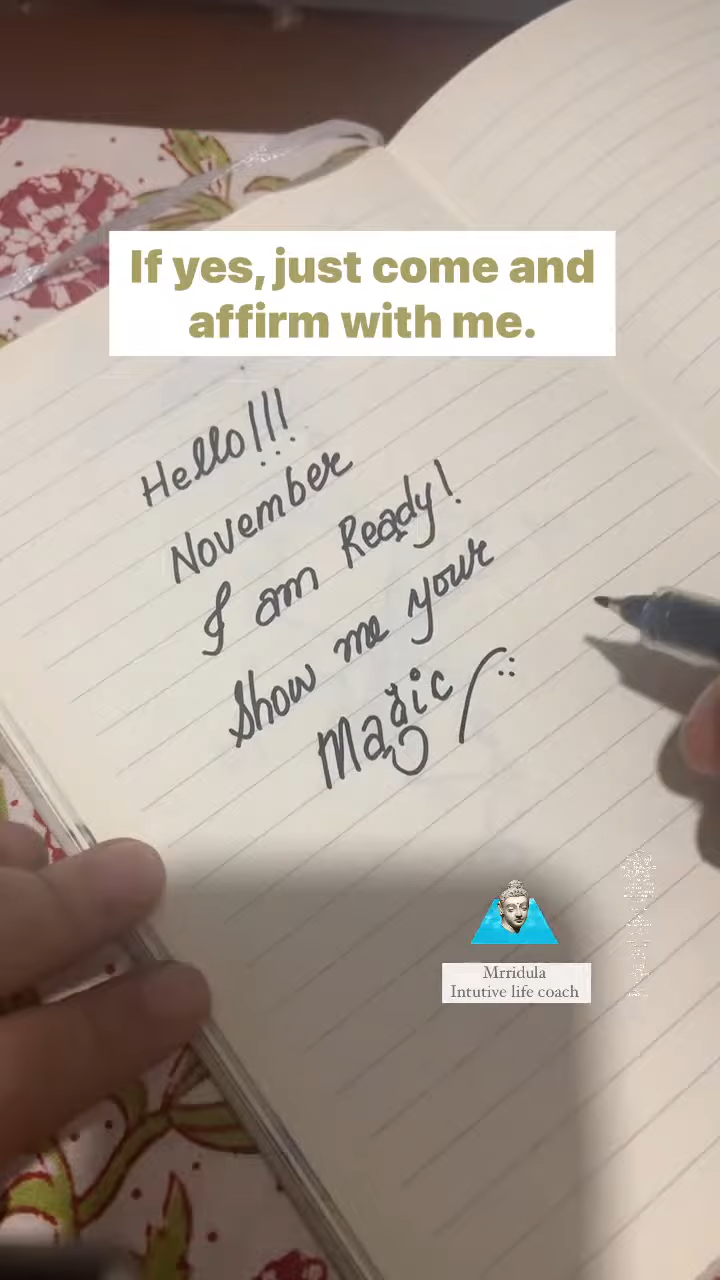 If yes, just come and
affirm with me.
Hello!!!
November
I am Ready!
Show me your
Magic
Mrridula
Intutive life coach